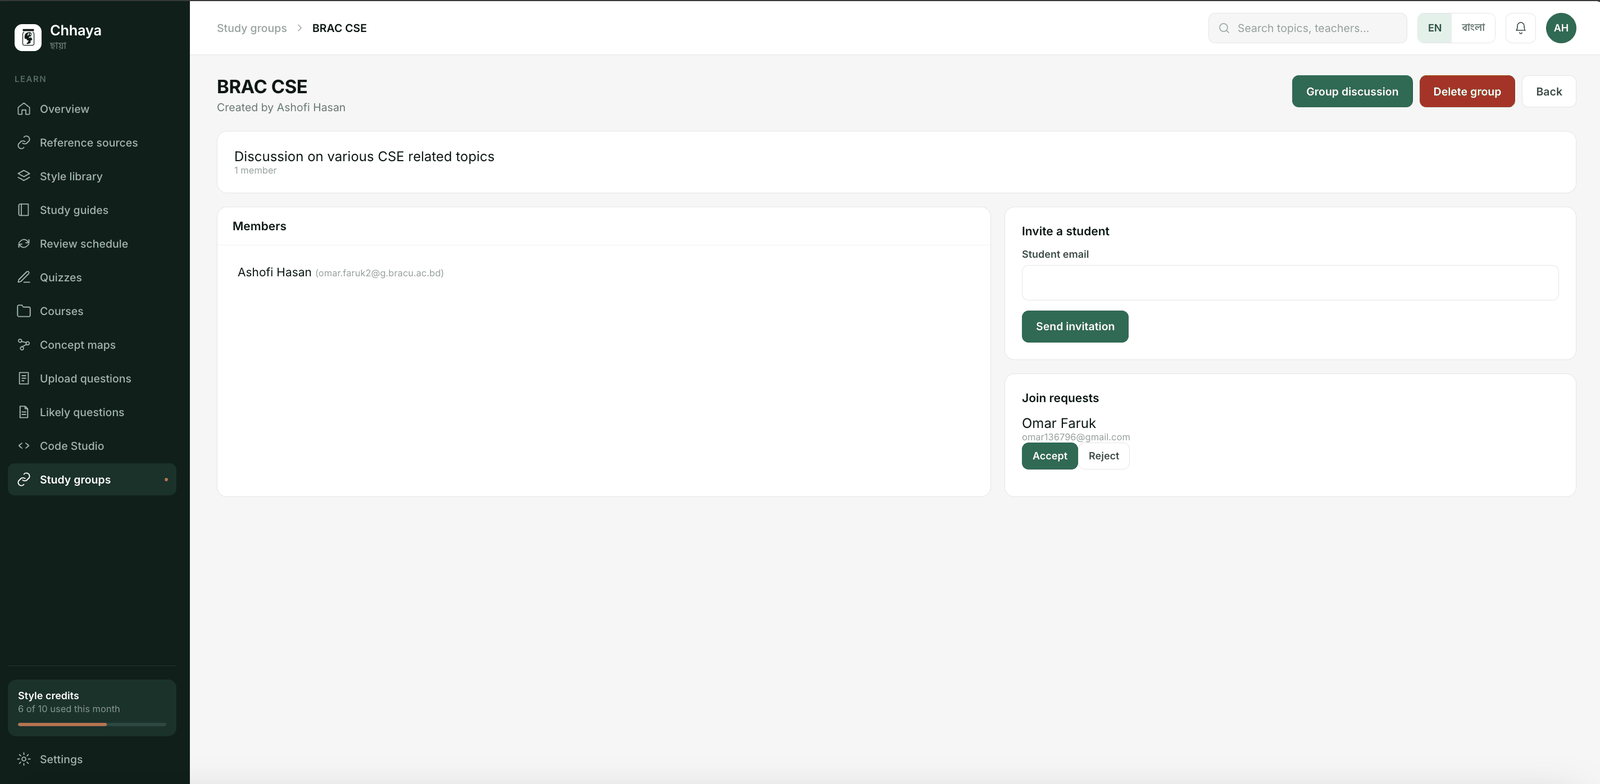 Chhaya
ছায়া
LEARN
Overview
Reference sources
Style library
Study guides
Review schedule
Quizzes
Courses
Concept maps
Upload questions
Likely questions
Code Studio
Study groups
Style credits
6 of 10 used this month
Settings
Study groups > BRAC CSE
Search topics, teachers...
EN
বাংলা
AH
BRAC CSE
Created by Ashofi Hasan
Group discussion
Delete group
Back
Discussion on various CSE related topics
1 member
Members
Ashofi Hasan (omar.faruk2@g.bracu.ac.bd)
Invite a student
Student email
Send invitation
Join requests
Omar Faruk
omar136796@gmail.com
Accept
Reject